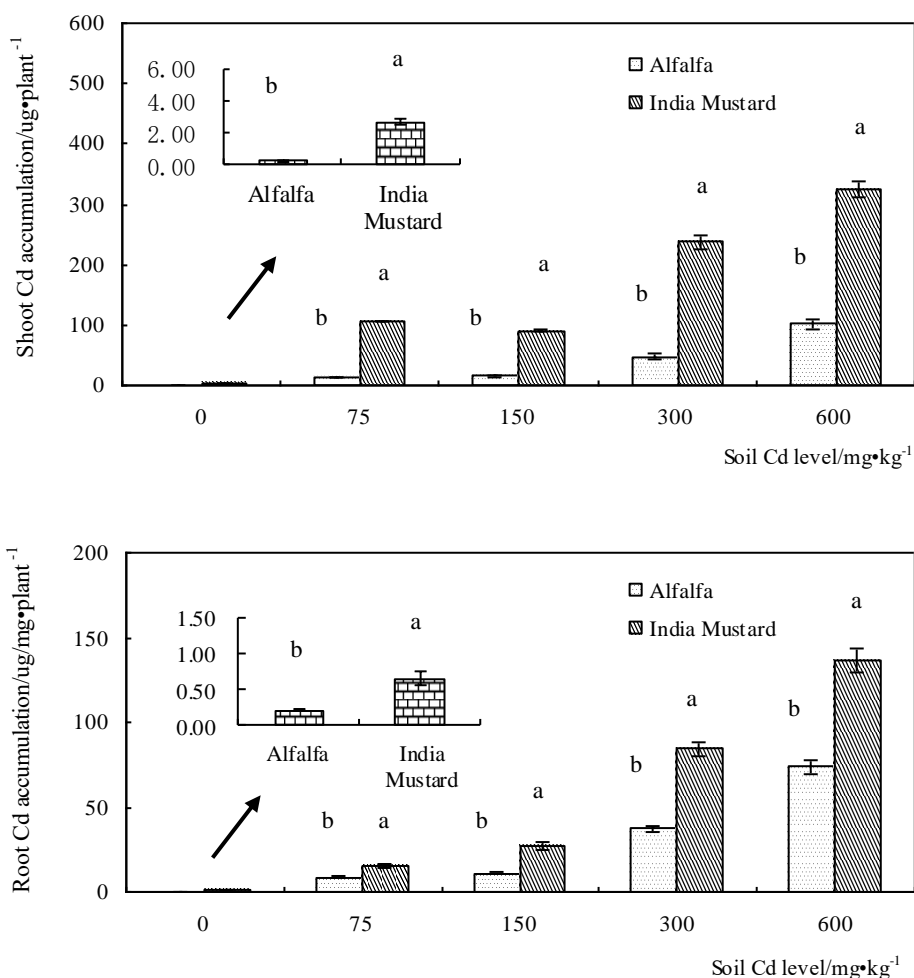 600
Alfalfa
6.00
a
India Mustard
500
b
4.00
a
400
2.00
0.00
a
300
Alfalfa
India
Mustard
b
200
a
a
b
100
b
b
0
0 75 150 300 600
Soil Cd level/mg•kg-1
Shoot Cd accumulation/ug•plant-1
200
Alfalfa
a
1.50
a
India Mustard
150
b
1.00
0.50
a
b
0.00
100
Alfalfa
India
Mustard
b
a
50
b a b
0
0 75 150 300 600
Soil Cd level/mg•kg-1
Root Cd accumulation/ug/mg•plant-1